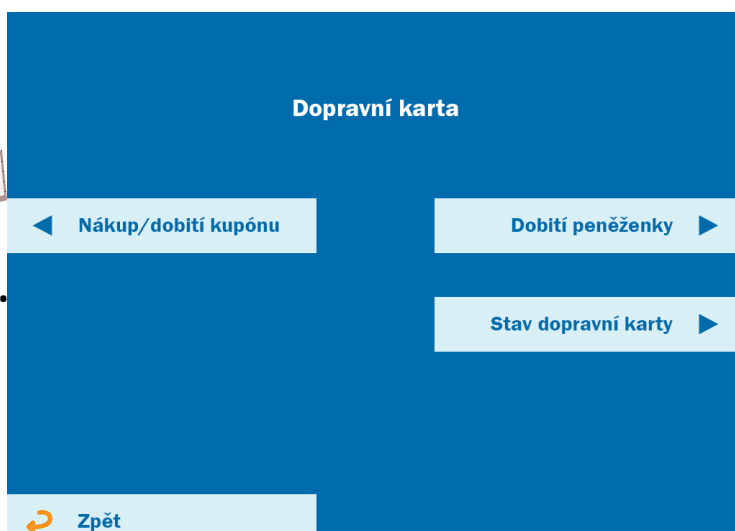 Dopravní karta
Nákup/dobití kupónu
Dobití peněženky
Stav dopravní karty
Zpět